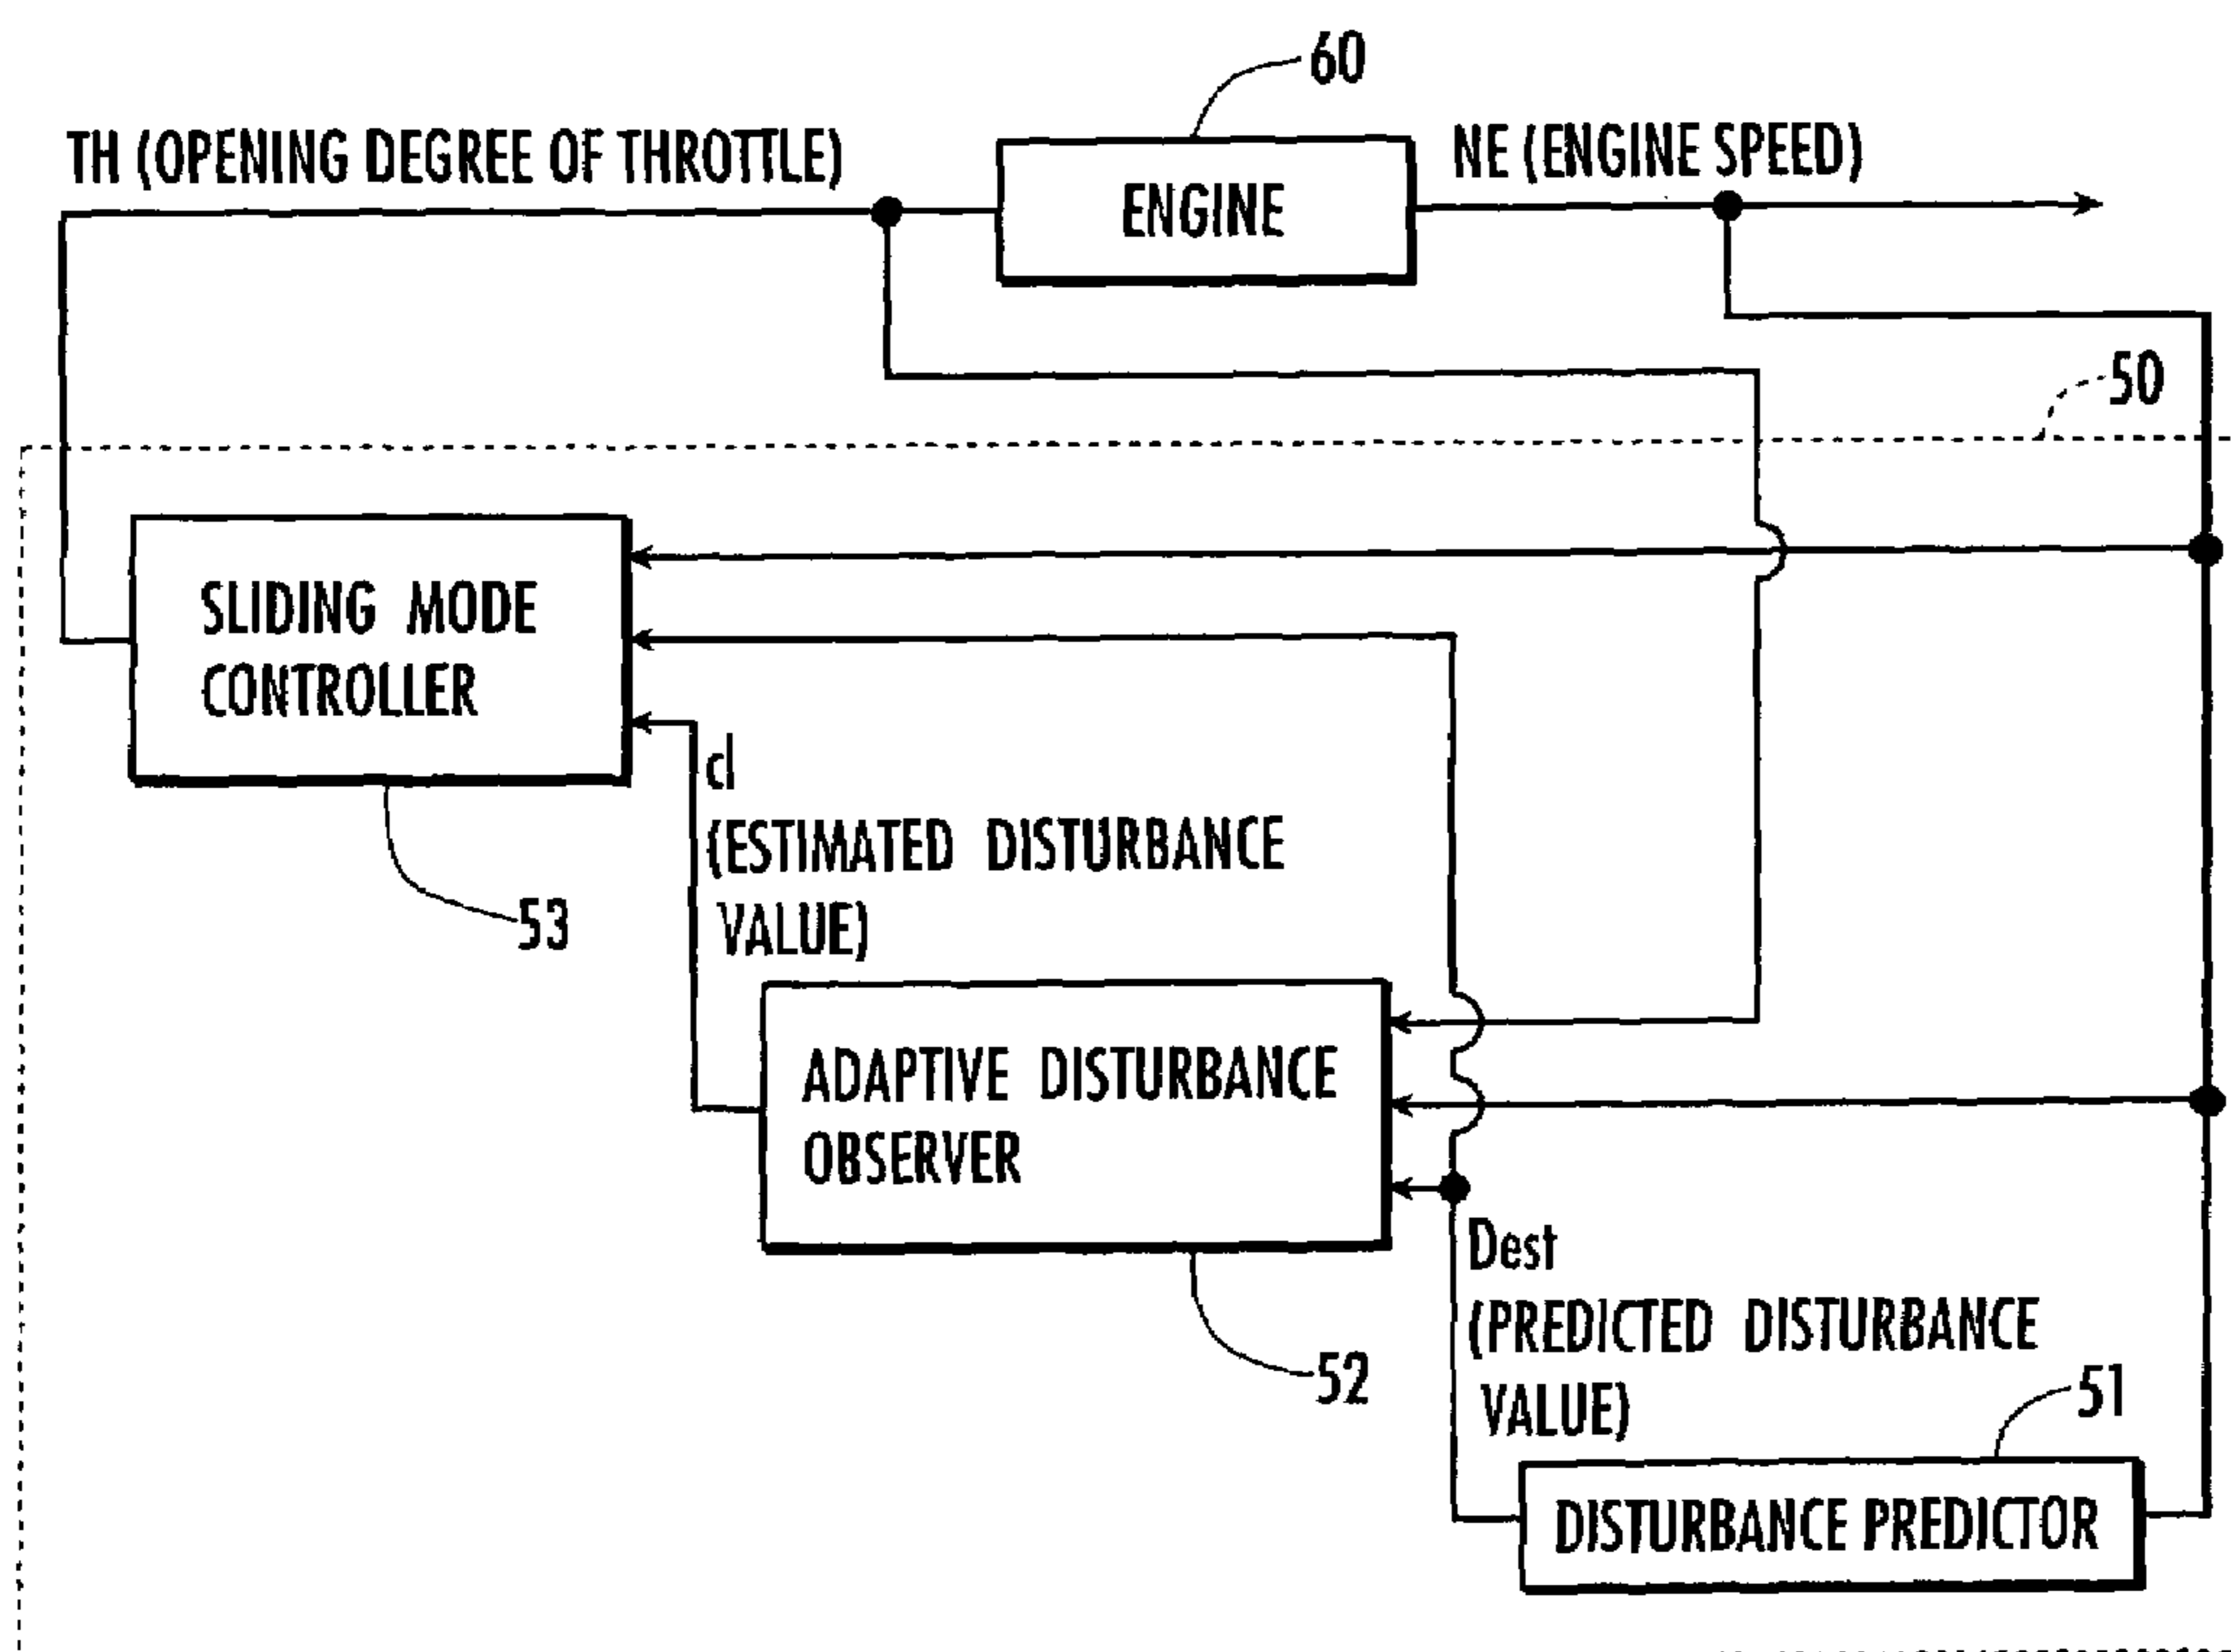 60
TH (OPENING DEGREE OF THROTTLE)
NE (ENGINE SPEED)
ENGINE
50
SLIDING MODE
CONTROLLER
d
(ESTIMATED DISTURBANCE
VALUE)
53
ADAPTIVE DISTURBANCE
OBSERVER
Dest
(PREDICTED DISTURBANCE
VALUE)
52
51
DISTURBANCE PREDICTOR